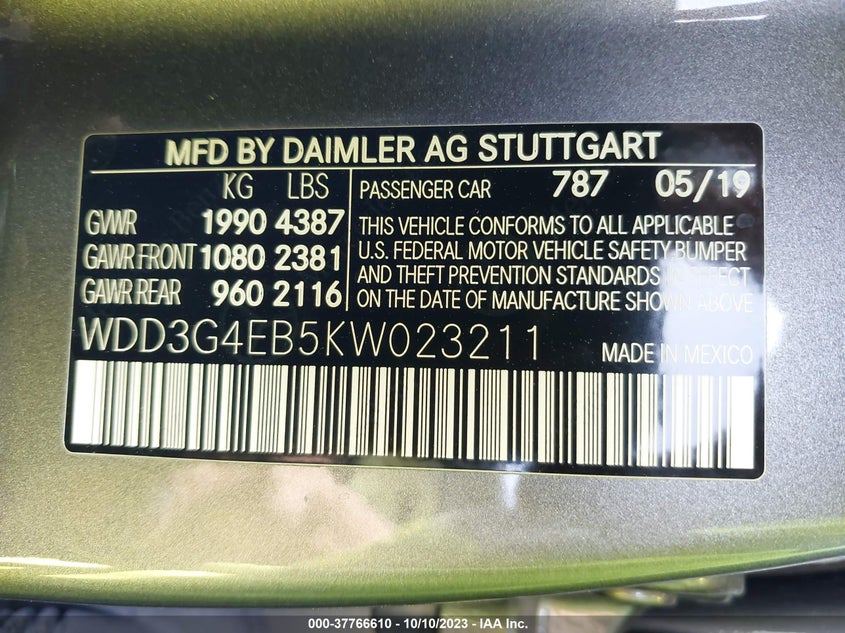 MFD BY DAIMLER AG STUTTGART
KG LBS
GVWR 1990 4387
GAWR FRONT 1080 2381
GAWR REAR 960 2116
PASSENGER CAR 787 05/19
THIS VEHICLE CONFORMS TO ALL APPLICABLE
U.S. FEDERAL MOTOR VEHICLE SAFETY BUMPER
AND THEFT PREVENTION STANDARDS IN EFFECT
ON THE DATE OF MANUFACTURE SHOWN ABOVE
WDD3G4EB5KW023211 MADE IN MEXICO
000-37766610 - 10/10/2023 - IAA Inc.